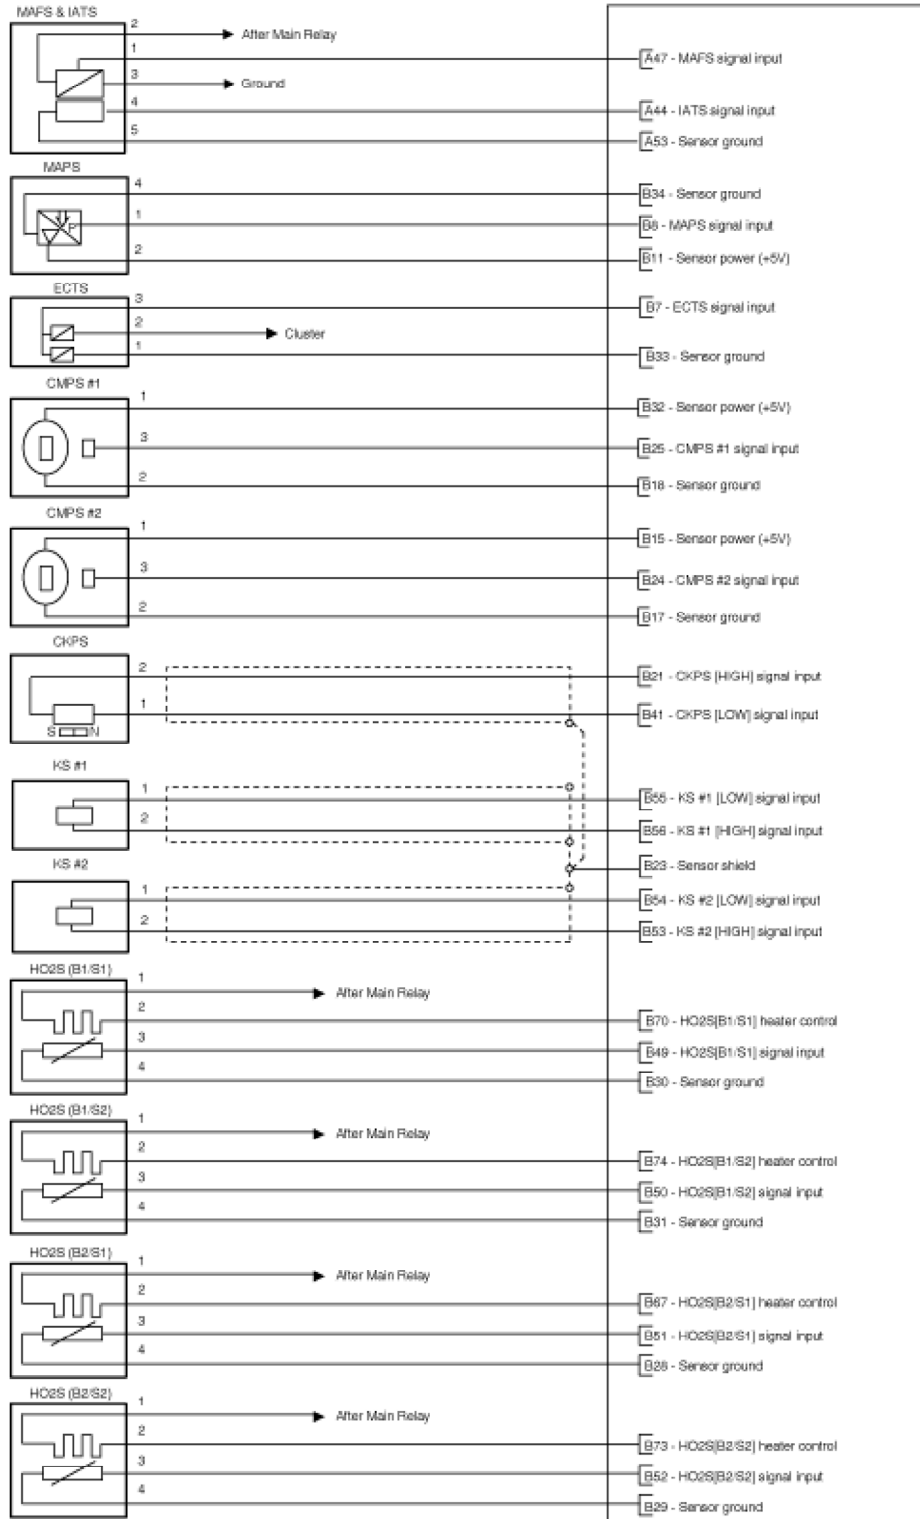 MAFS & IATS
2
After Main Relay
1
A47 - MAFS signal input
3
Ground
4
A44 - IATS signal input
5
A53 - Sensor ground
MAPS
4
B34 - Sensor ground
1
P
B8 - MAPS signal input
2
B11 - Sensor power (+5V)
ECTS
3
B7 - ECTS signal input
2
Cluster
1
B33 - Sensor ground
CMPS #1
1
B32 - Sensor power (+5V)
3
B25 - CMPS #1 signal input
2
B18 - Sensor ground
CMPS #2
1
B15 - Sensor power (+5V)
3
B24 - CMPS #2 signal input
2
B17 - Sensor ground
CKPS
2
B21 - CKPS [HIGH] signal input
1
B41 - CKPS [LOW] signal input
S N
KS #1
1
B55 - KS #1 [LOW] signal input
2
B56 - KS #1 [HIGH] signal input
KS #2
B23 - Sensor shield
1
B54 - KS #2 [LOW] signal input
2
B53 - KS #2 [HIGH] signal input
HO2S (B1/S1)
1
After Main Relay
2
B70 - HO2S[B1/S1] heater control
3
B49 - HO2S[B1/S1] signal input
4
B30 - Sensor ground
HO2S (B1/S2)
1
After Main Relay
2
B74 - HO2S[B1/S2] heater control
3
B50 - HO2S[B1/S2] signal input
4
B31 - Sensor ground
HO2S (B2/S1)
1
After Main Relay
2
B67 - HO2S[B2/S1] heater control
3
B51 - HO2S[B2/S1] signal input
4
B28 - Sensor ground
HO2S (B2/S2)
1
After Main Relay
2
B73 - HO2S[B2/S2] heater control
3
B52 - HO2S[B2/S2] signal input
4
B29 - Sensor ground